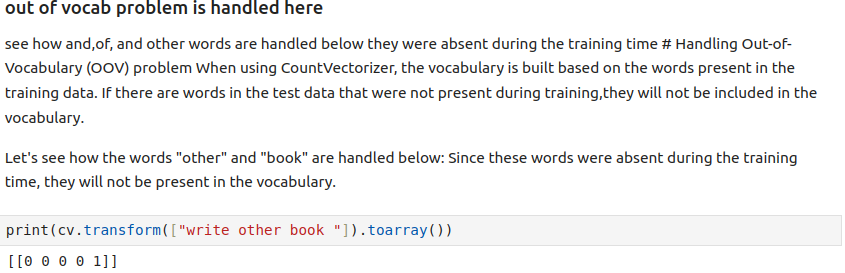 out of vocab problem is handled here
see how and,of, and other words are handled below they were absent during the training time # Handling Out-of-
Vocabulary (OOV) problem When using CountVectorizer, the vocabulary is built based on the words present in the
training data. If there are words in the test data that were not present during training,they will not be included in the
vocabulary.
Let's see how the words "other" and "book" are handled below: Since these words were absent during the training
time, they will not be present in the vocabulary.
print(cv.transform(["write other book "]).toarray())
[[0 0 0 0 1]]